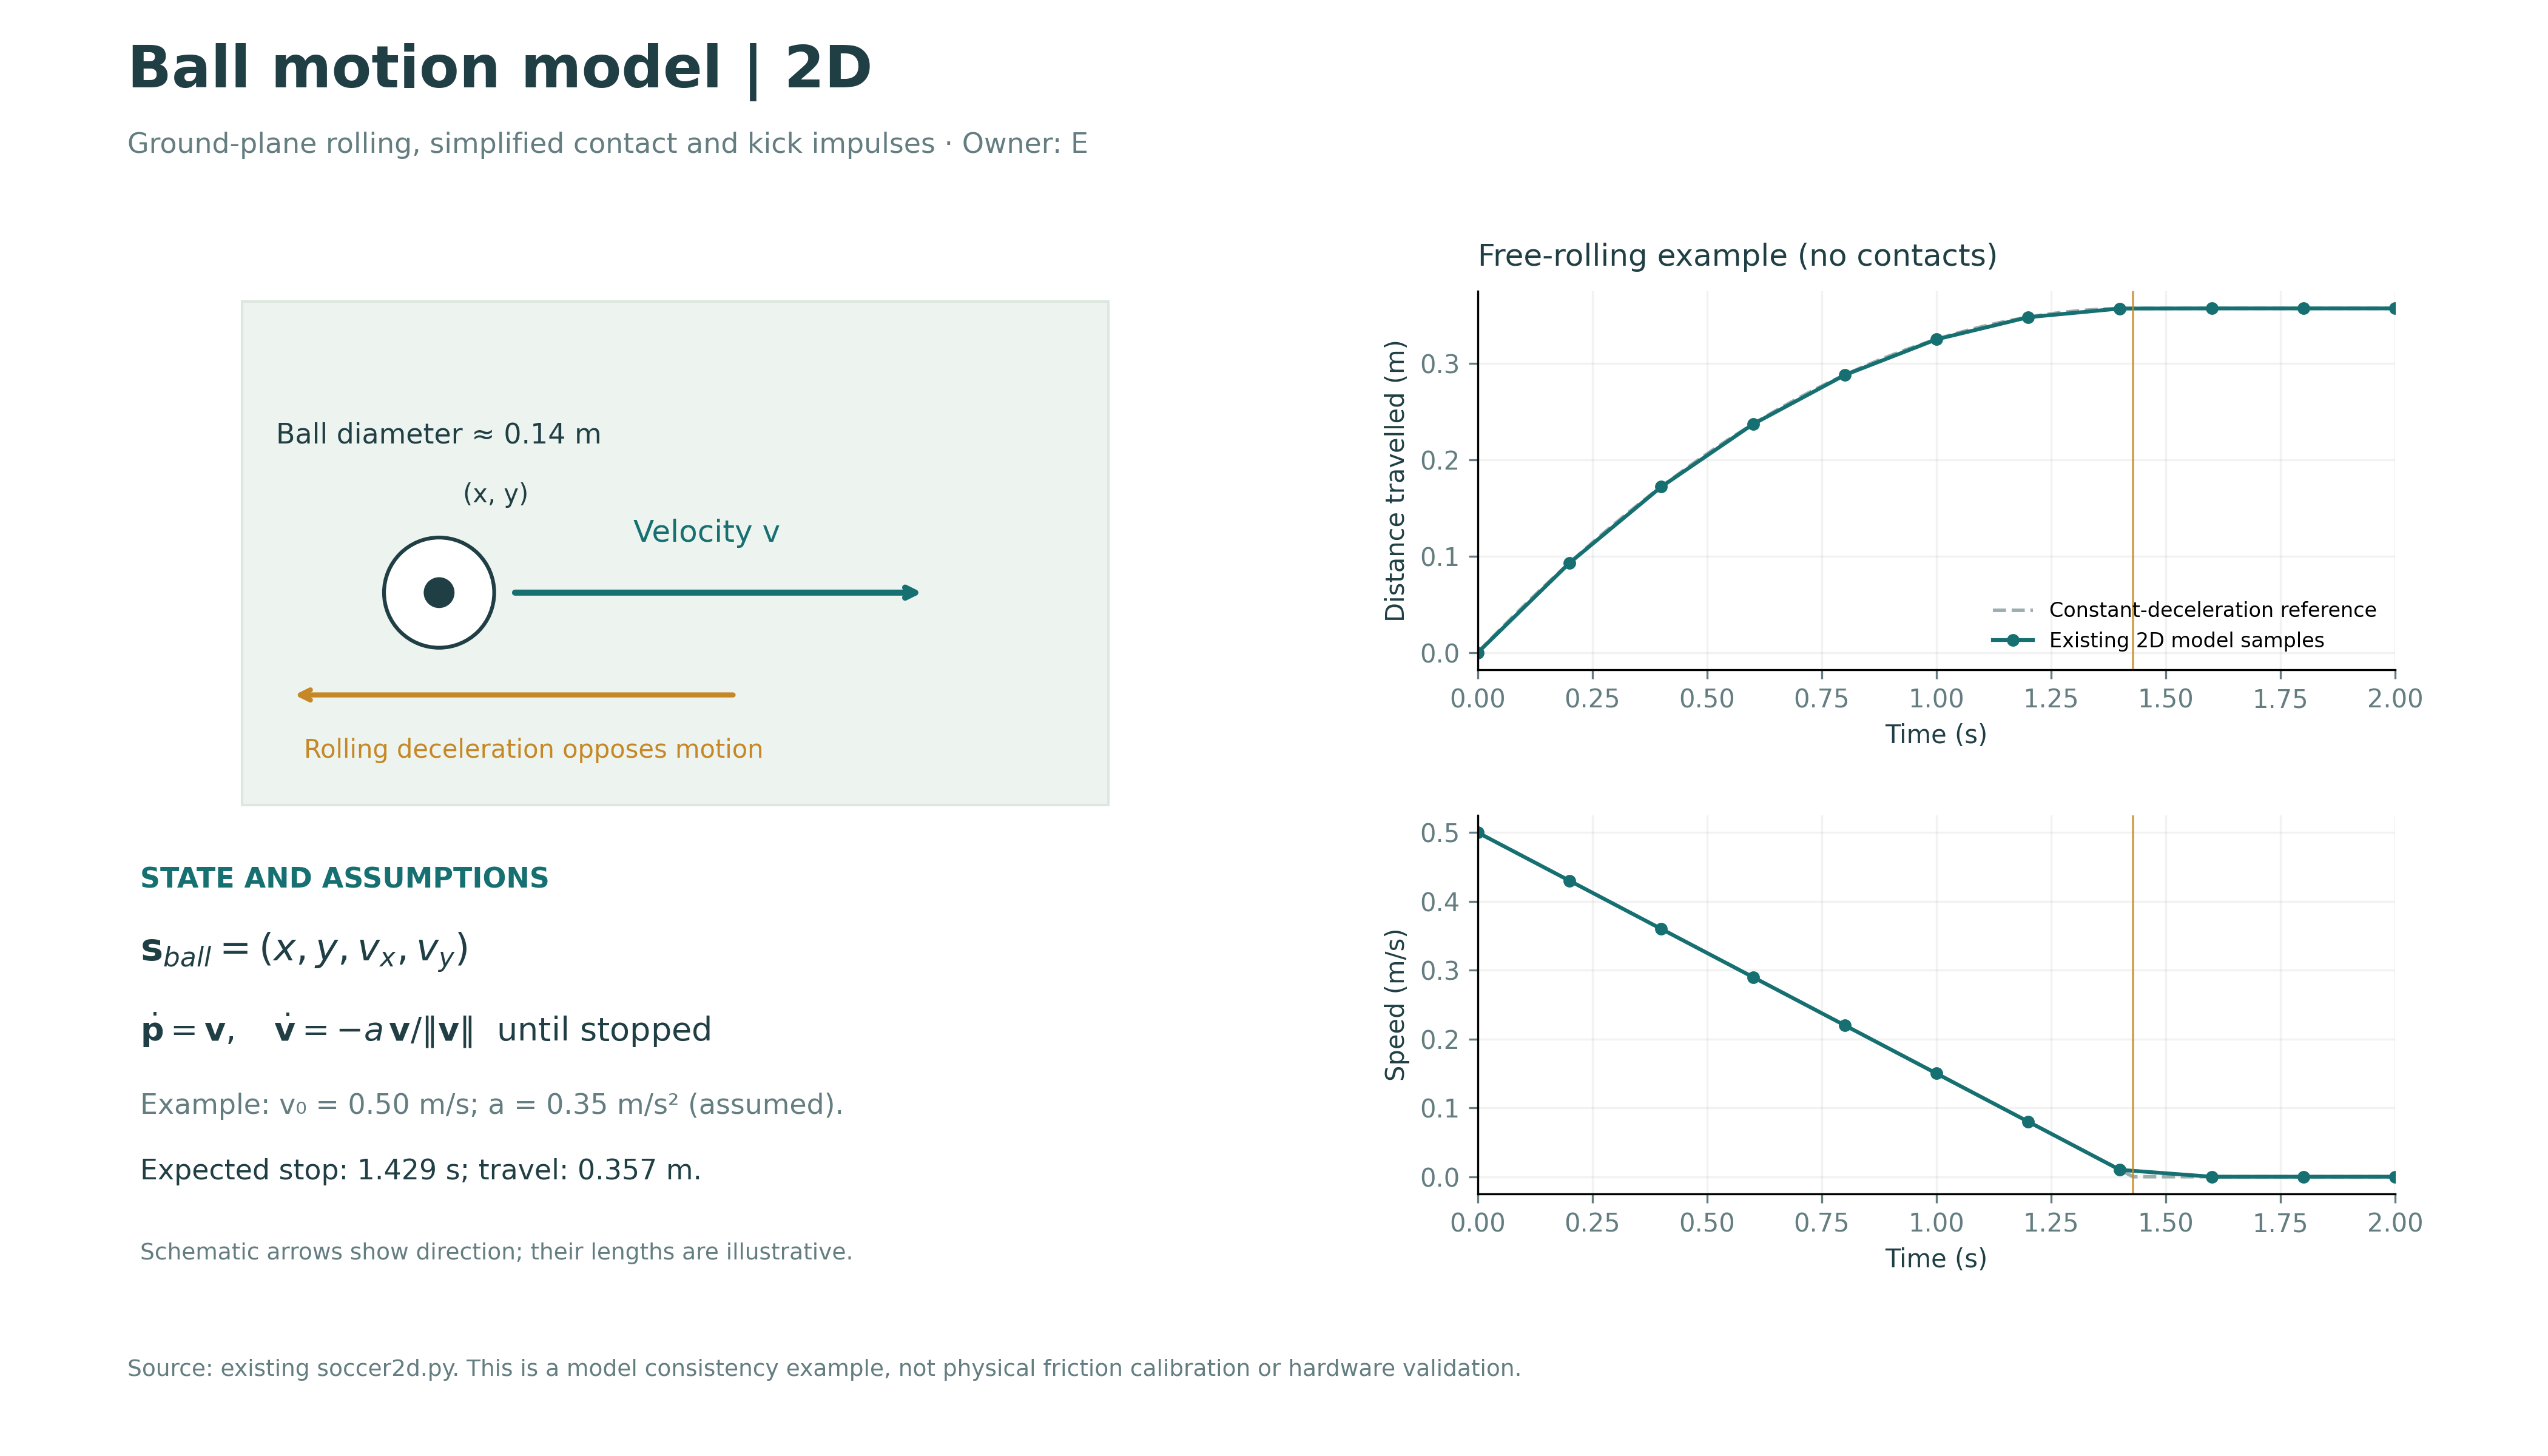 Ball motion model | 2D
Ground-plane rolling, simplified contact and kick impulses · Owner: E
Ball diameter ≈ 0.14 m
(x, y)
Velocity v
Rolling deceleration opposes motion
STATE AND ASSUMPTIONS
s_ball = (x, y, v_x, v_y)
ṗ = v, v̇ = −a v/‖v‖ until stopped
Example: v₀ = 0.50 m/s; a = 0.35 m/s² (assumed).
Expected stop: 1.429 s; travel: 0.357 m.
Schematic arrows show direction; their lengths are illustrative.
Free-rolling example (no contacts)
Distance travelled (m)
0.3
0.2
0.1
0.0
Constant-deceleration reference
Existing 2D model samples
0.00 0.25 0.50 0.75 1.00 1.25 1.50 1.75 2.00
Time (s)
Speed (m/s)
0.5
0.4
0.3
0.2
0.1
0.0
0.00 0.25 0.50 0.75 1.00 1.25 1.50 1.75 2.00
Time (s)
Source: existing soccer2d.py. This is a model consistency example, not physical friction calibration or hardware validation.